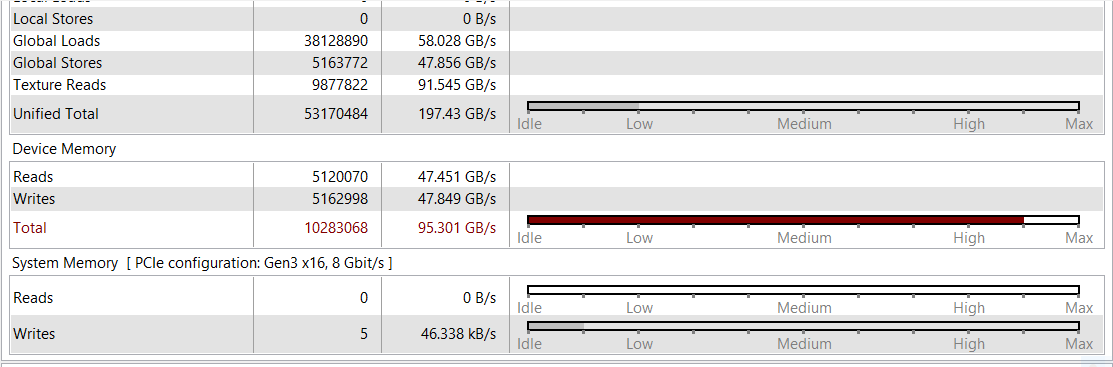 Local Loads 0 0 B/s
Local Stores 0 0 B/s
Global Loads 38128890 58.028 GB/s
Global Stores 5163772 47.856 GB/s
Texture Reads 9877822 91.545 GB/s
Unified Total 53170484 197.43 GB/s
Idle Low Medium High Max
Device Memory
Reads 5120070 47.451 GB/s
Writes 5162998 47.849 GB/s
Total 10283068 95.301 GB/s
Idle Low Medium High Max
System Memory [ PCIe configuration: Gen3 x16, 8 Gbit/s ]
Reads 0 0 B/s
Idle Low Medium High Max
Writes 5 46.338 kB/s
Idle Low Medium High Max